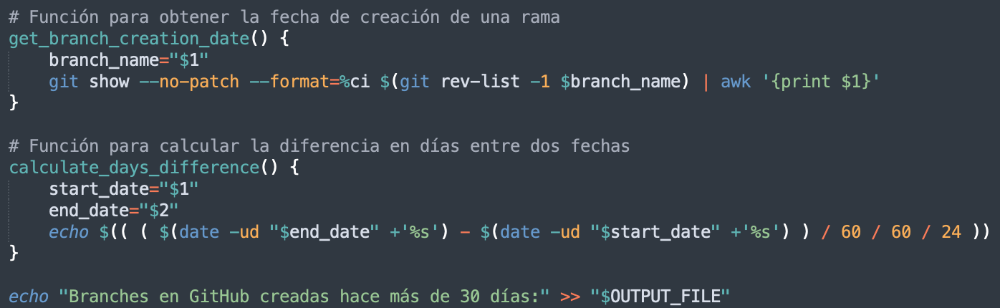 # Función para obtener la fecha de creación de una rama
get_branch_creation_date() {
    branch_name="$1"
    git show --no-patch --format=%ci $(git rev-list -1 $branch_name) | awk '{print $1}'
}

# Función para calcular la diferencia en días entre dos fechas
calculate_days_difference() {
    start_date="$1"
    end_date="$2"
    echo $(( ( $(date -ud "$end_date" +'%s') - $(date -ud "$start_date" +'%s') ) / 60 / 60 / 24 ))
}

echo "Branches en GitHub creadas hace más de 30 días:" >> "$OUTPUT_FILE"